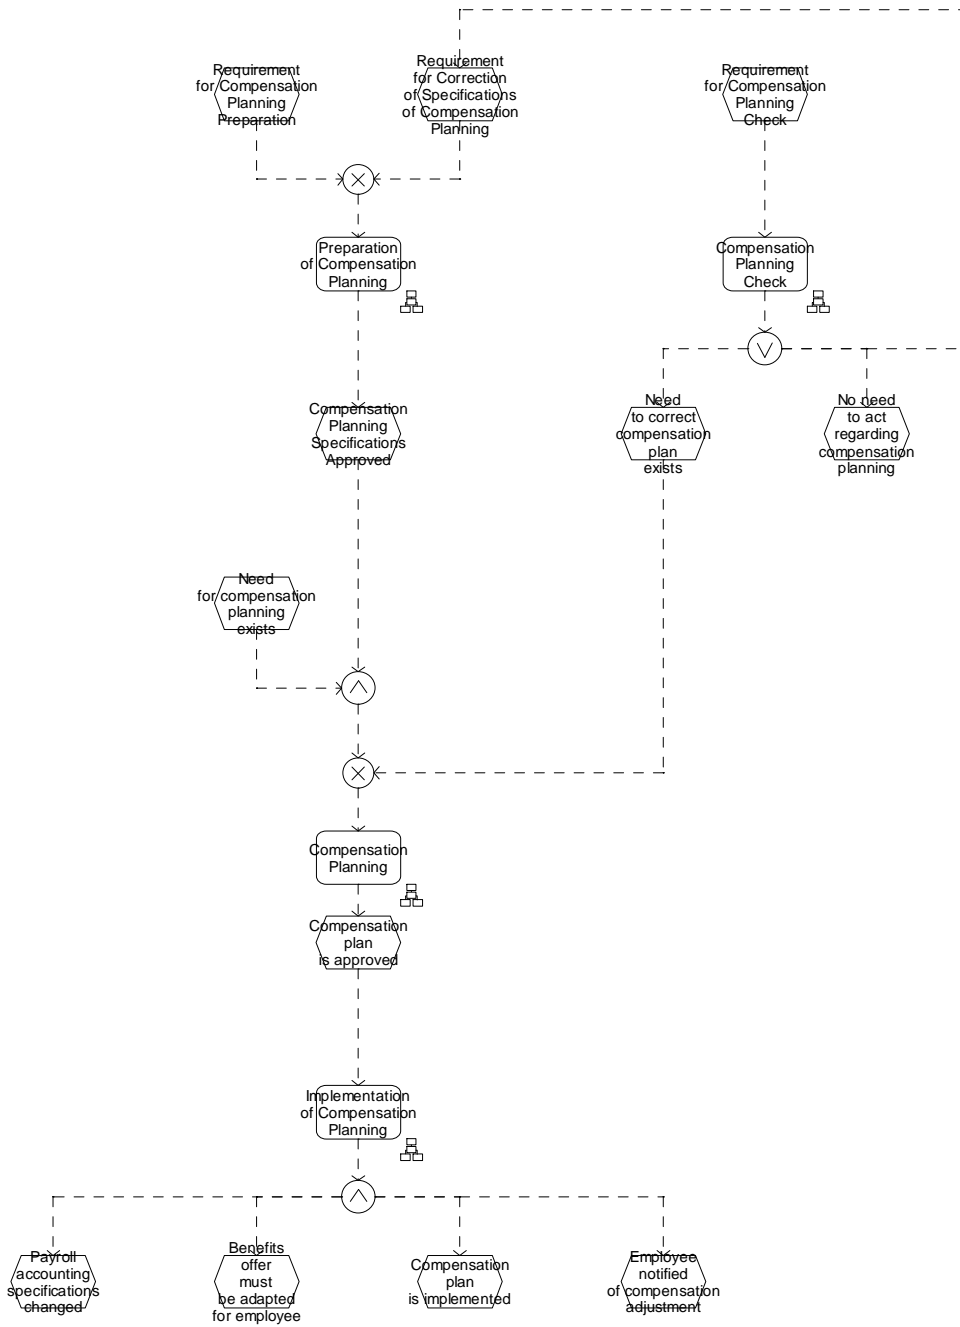 Requirement
for Compensation
Planning
Preparation
Requirement
for Correction
of Specifications
of Compensation
Planning
Requirement
for Compensation
Planning
Check
Preparation
of Compensation
Planning
Compensation
Planning
Check
Compensation
Planning
Specifications
Approved
Need
to correct
compensation
plan
exists
No need
to act
regarding
compensation
planning
Need
for compensation
planning
exists
Compensation
Planning
Compensation
plan
is approved
Implementation
of Compensation
Planning
Payroll
accounting
specifications
changed
Benefits
offer
must
be adapted
for employee
Compensation
plan
is implemented
Employee
notified
of compensation
adjustment